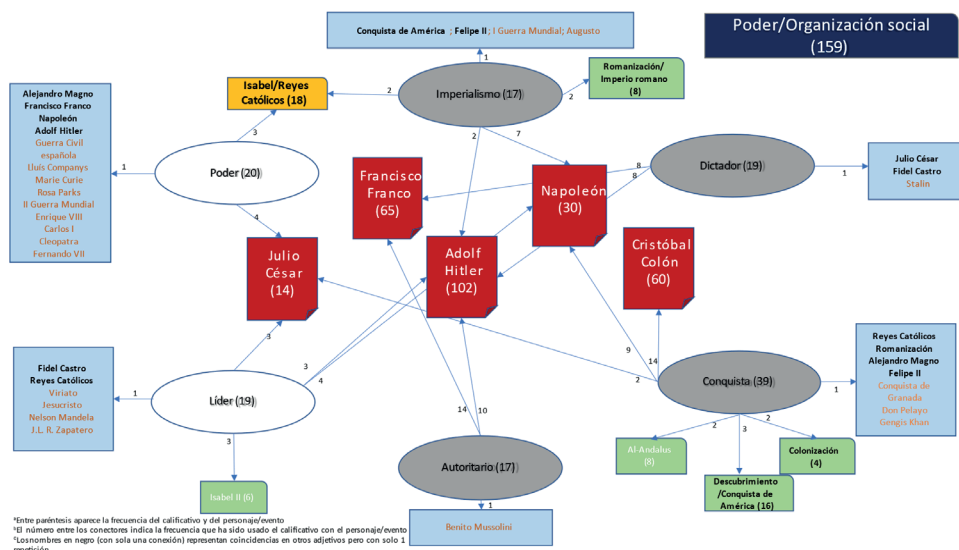 Poder/Organización social
(159)
Conquista de América ; Felipe II ; I Guerra Mundial; Augusto
1
Imperialismo (17)
2
2
2
7
Romanización/
Imperio romano
(8)
Isabel/Reyes
Católicos (18)
3
Alejandro Magno
Francisco Franco
Napoleón
Adolf Hitler
Guerra Civil
española
Lluís Companys
Marie Curie
Rosa Parks
II Guerra Mundial
Enrique VIII
Carlos I
Cleopatra
Fernando VII
1
Poder (20)
4
Francisco
Franco
(65)
Napoleón
(30)
8
8
Dictador (19)
1
Julio César
Fidel Castro
Stalin
Julio
César
(14)
Adolf
Hitler
(102)
Cristóbal
Colón
(60)
3
3
4
9
14
2
Fidel Castro
Reyes Católicos
Viriato
Jesucristo
Nelson Mandela
J.L. R. Zapatero
1
Líder (19)
3
Isabel II (6)
14
10
Autoritario (17)
1
Benito Mussolini
Conquista (39)
1
Reyes Católicos
Romanización
Alejandro Magno
Felipe II
Conquista de
Granada
Don Pelayo
Gengis Khan
2
3
2
Al-Andalus
(8)
Descubrimiento
/Conquista de
América (16)
Colonización
(4)
ªEntre paréntesis aparece la frecuencia del calificativo y del personaje/evento
ᵇEl número entre los conectores indica la frecuencia que ha sido usado el calificativo con el personaje/evento
ᶜLosnombres en negro (con sola una conexión) representan coincidencias en otros adjetivos pero con solo 1
repetición